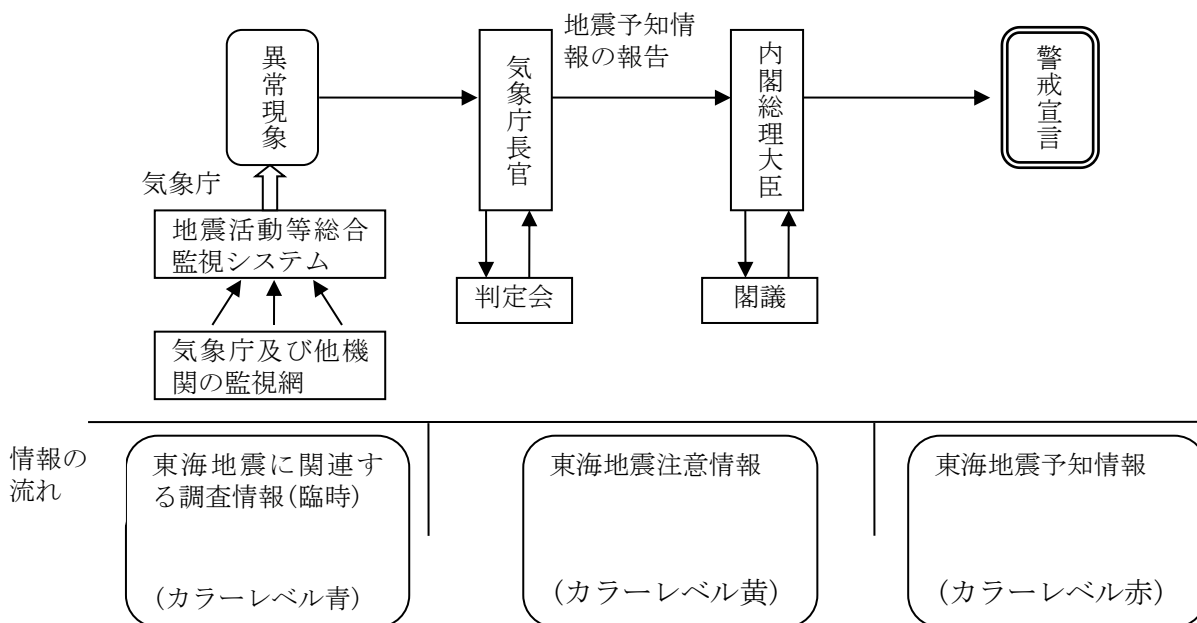 地震予知情
報の報告
異常現象
気象庁長官
内閣総理大臣
警戒宣言
気象庁
地震活動等総合
監視システム
判定会
閣議
気象庁及び他機
関の監視網
情報の
流れ
東海地震に関連す
る調査情報(臨時)
(カラーレベル青)
東海地震注意情報
(カラーレベル黄)
東海地震予知情報
(カラーレベル赤)